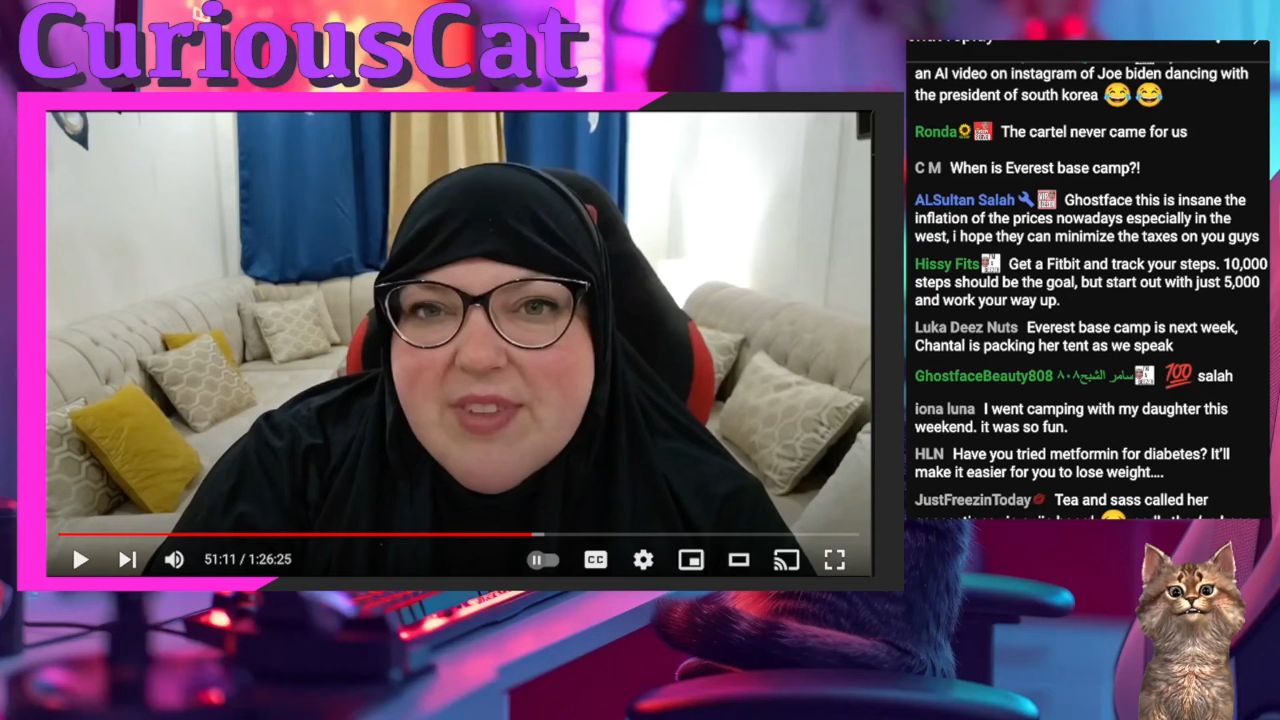 CuriousCat
an AI video on instagram of Joe biden dancing with
the president of south korea 😂 😂
Ronda🌻 The cartel never came for us
C M When is Everest base camp?!
ALSultan Salah🔧 Ghostface this is insane the
inflation of the prices nowadays especially in the
west, i hope they can minimize the taxes on you guys
Hissy Fits Get a Fitbit and track your steps. 10,000
steps should be the goal, but start out with just 5,000
and work your way up.
Luka Deez Nuts Everest base camp is next week,
Chantal is packing her tent as we speak
GhostfaceBeauty808 سامر الشبح٨٠٨ 💯 salah
iona luna I went camping with my daughter this
weekend. it was so fun.
HLN Have you tried metformin for diabetes? It'll
make it easier for you to lose weight....
JustFreezinToday💋 Tea and sass called her
51:11 / 1:26:25
CC